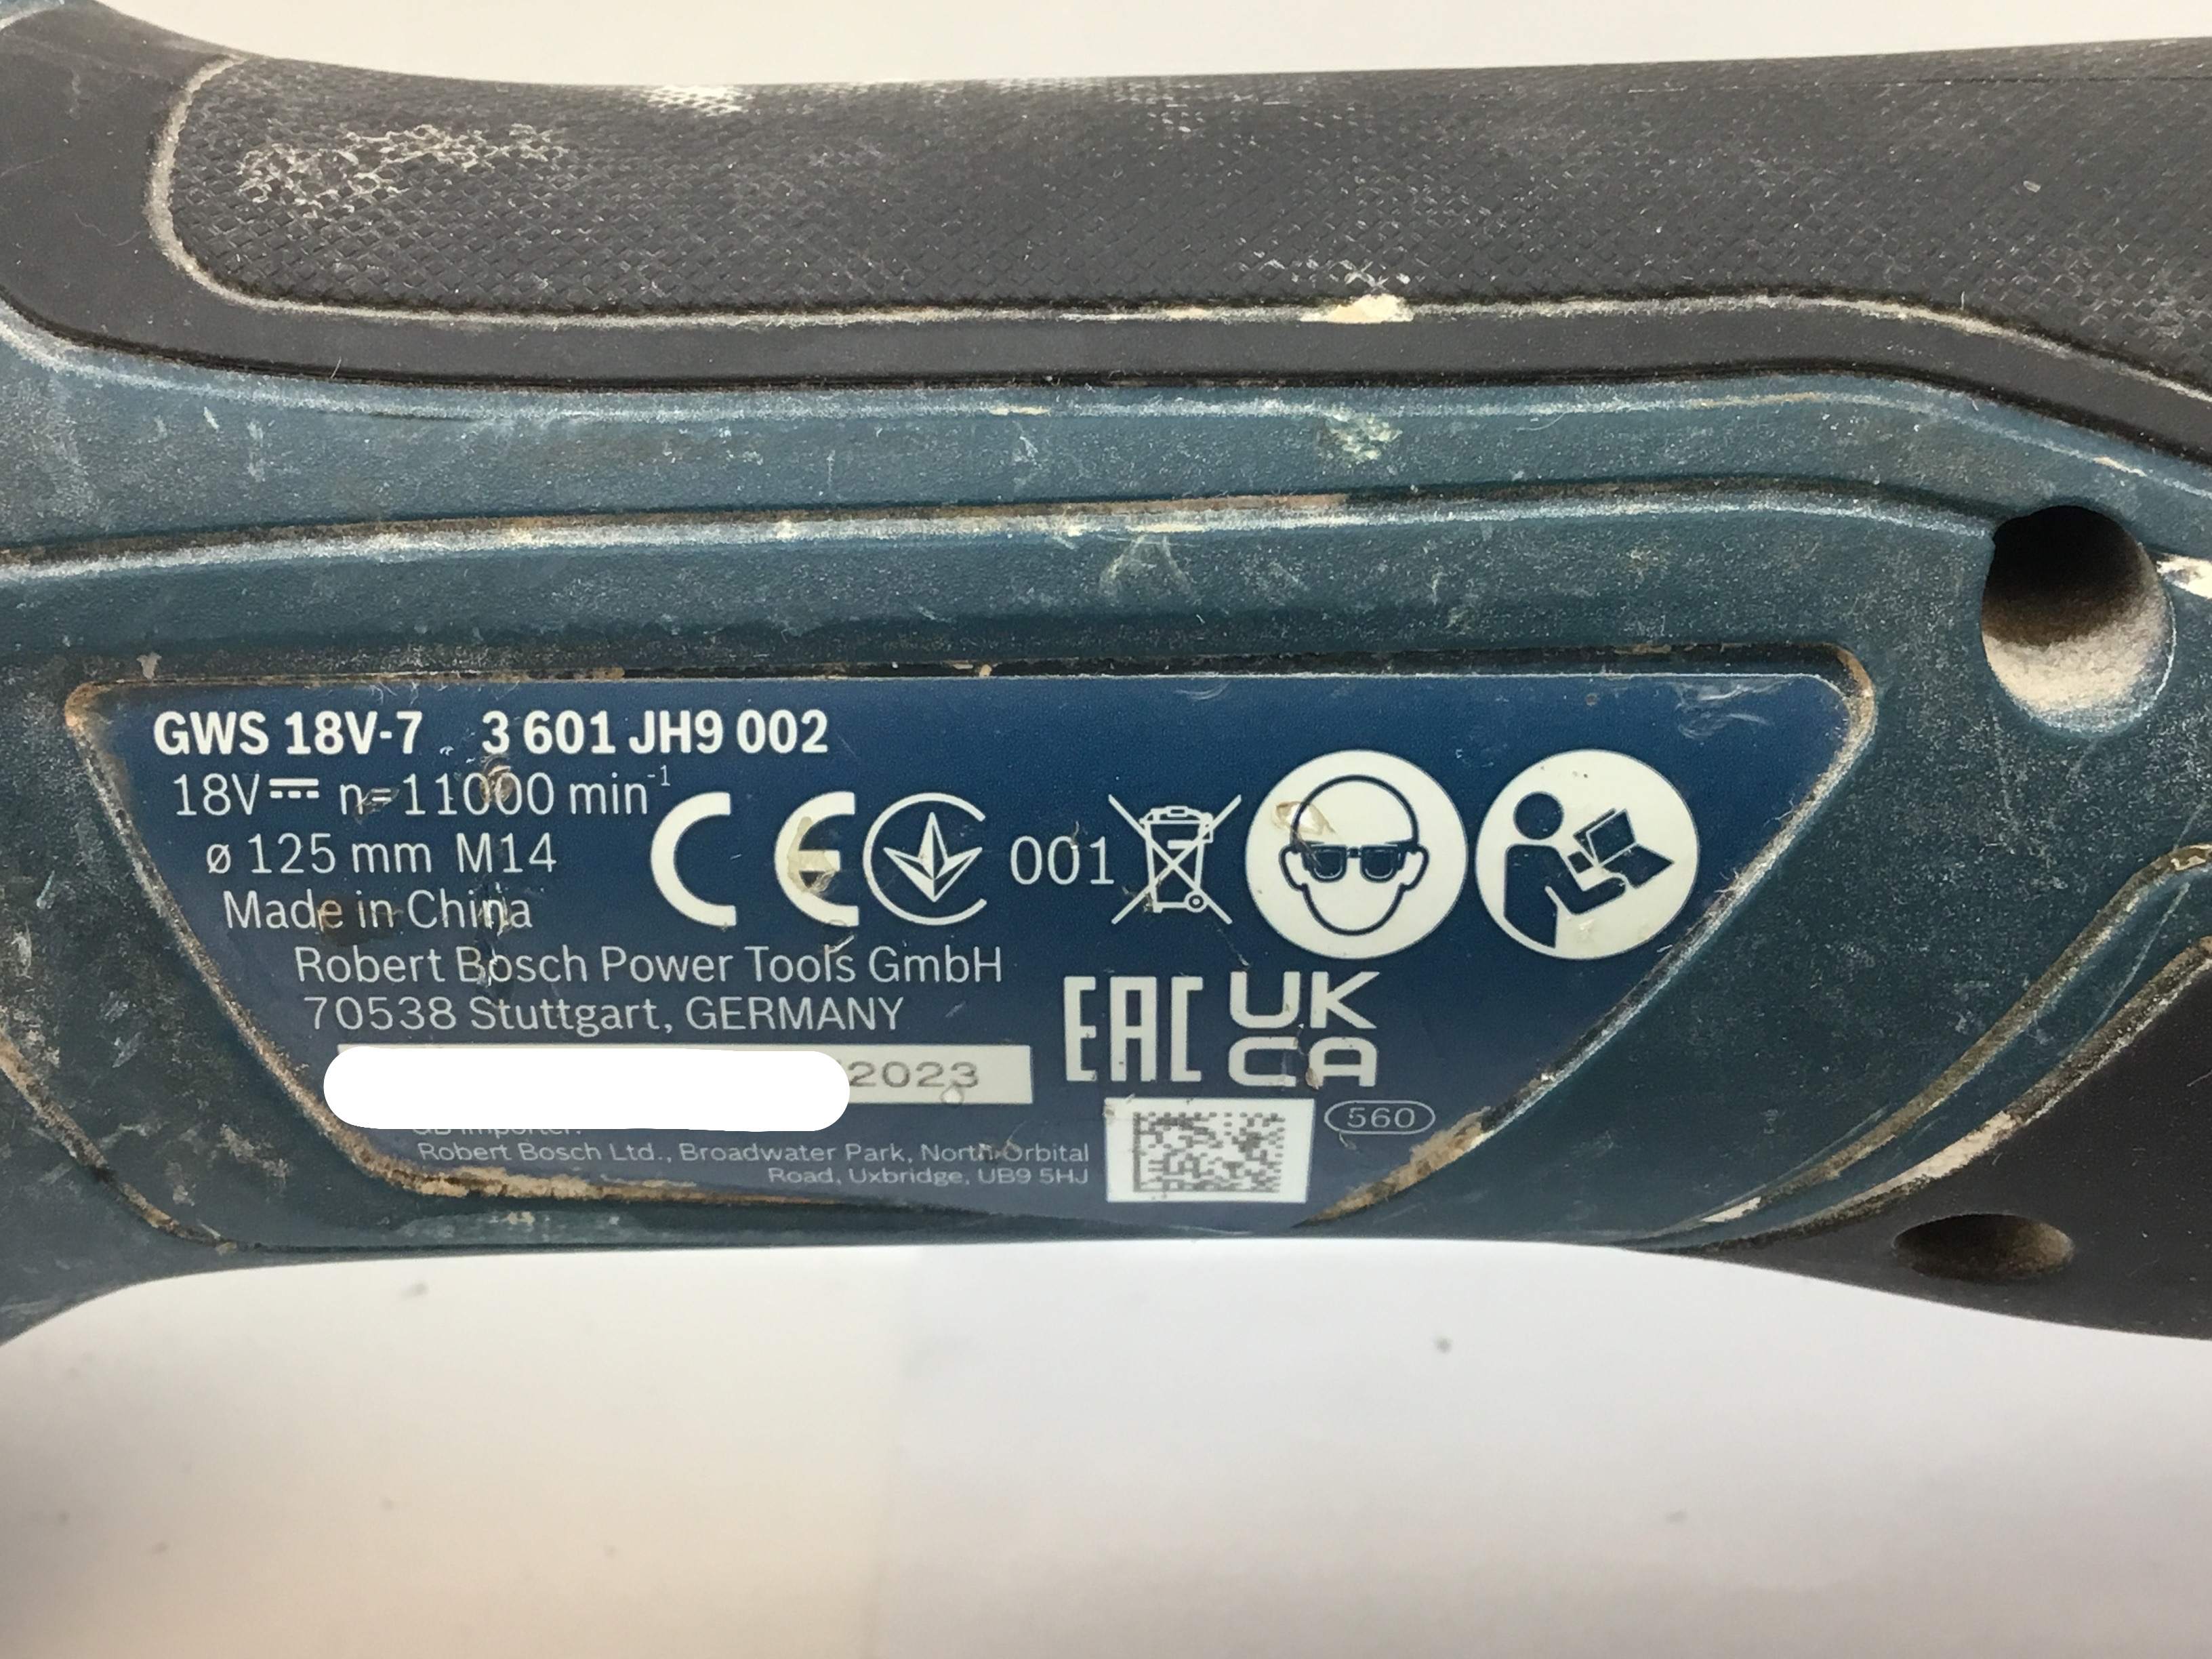 GWS 18V-7 3 601 JH9 002
18V n=11000 min-1
ø 125 mm M14
CE 001
Made in China
Robert Bosch Power Tools GmbH
70538 Stuttgart, GERMANY
EAC UK CA
2023
560
GB Importer:
Robert Bosch Ltd., Broadwater Park, North Orbital
Road, Uxbridge, UB9 5HJ